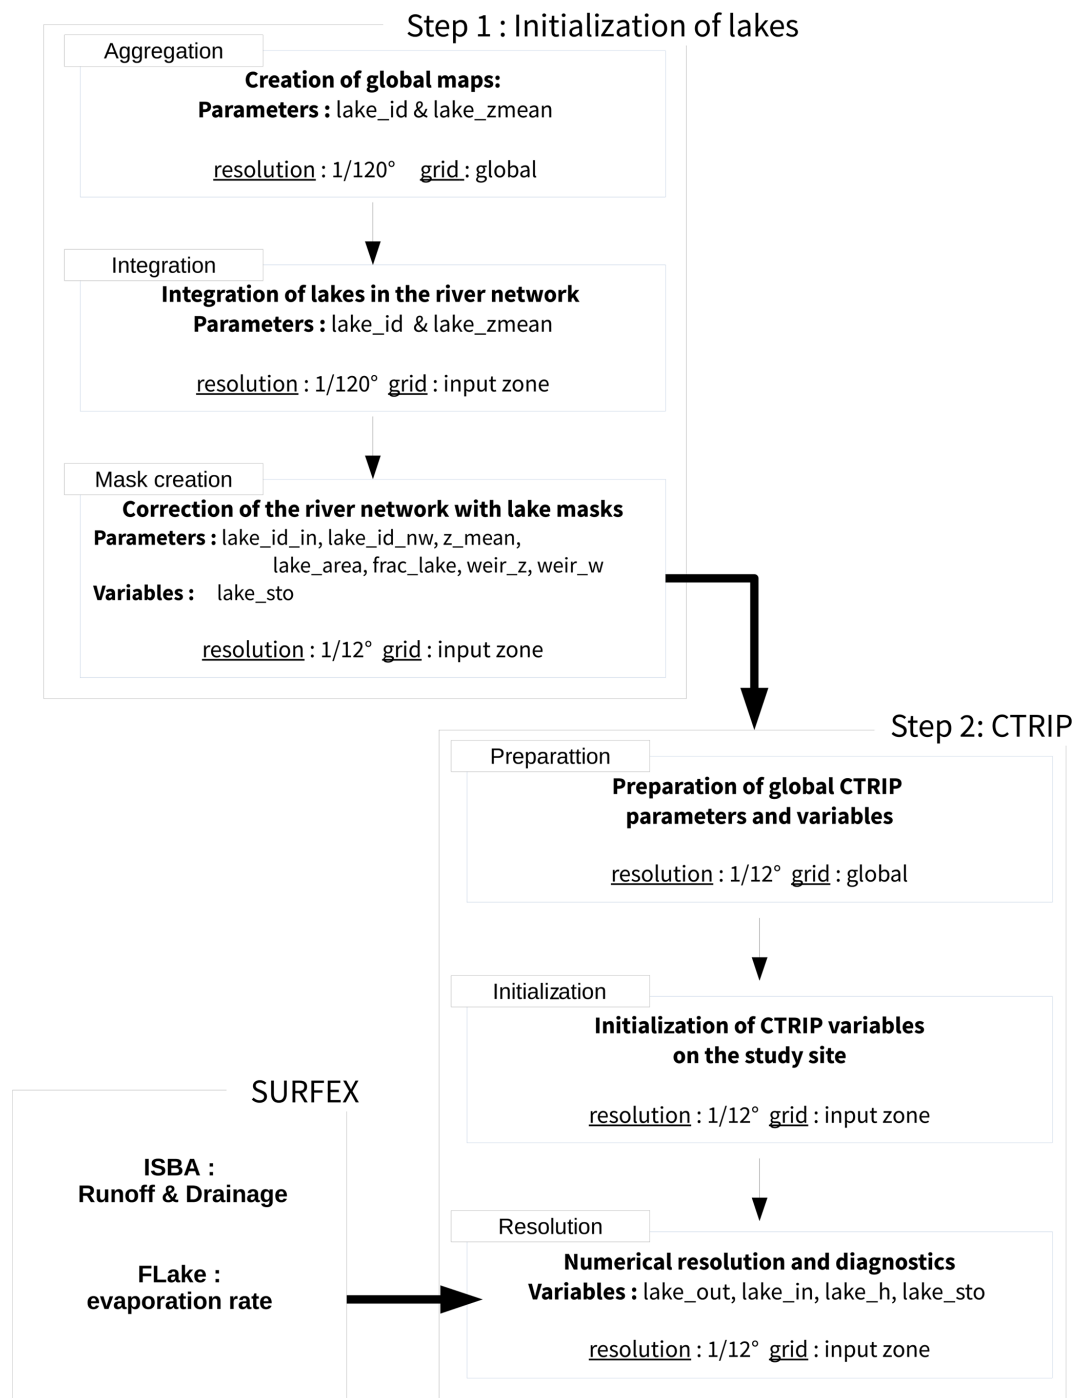 Step 1 : Initialization of lakes
Aggregation
Creation of global maps:
Parameters : lake_id & lake_zmean
resolution : 1/120° grid : global
Integration
Integration of lakes in the river network
Parameters : lake_id & lake_zmean
resolution : 1/120° grid : input zone
Mask creation
Correction of the river network with lake masks
Parameters : lake_id_in, lake_id_nw, z_mean,
lake_area, frac_lake, weir_z, weir_w
Variables : lake_sto
resolution : 1/12° grid : input zone
Step 2: CTRIP
Preparattion
Preparation of global CTRIP
parameters and variables
resolution : 1/12° grid : global
Initialization
Initialization of CTRIP variables
on the study site
resolution : 1/12° grid : input zone
SURFEX
ISBA :
Runoff & Drainage
FLake :
evaporation rate
Resolution
Numerical resolution and diagnostics
Variables : lake_out, lake_in, lake_h, lake_sto
resolution : 1/12° grid : input zone